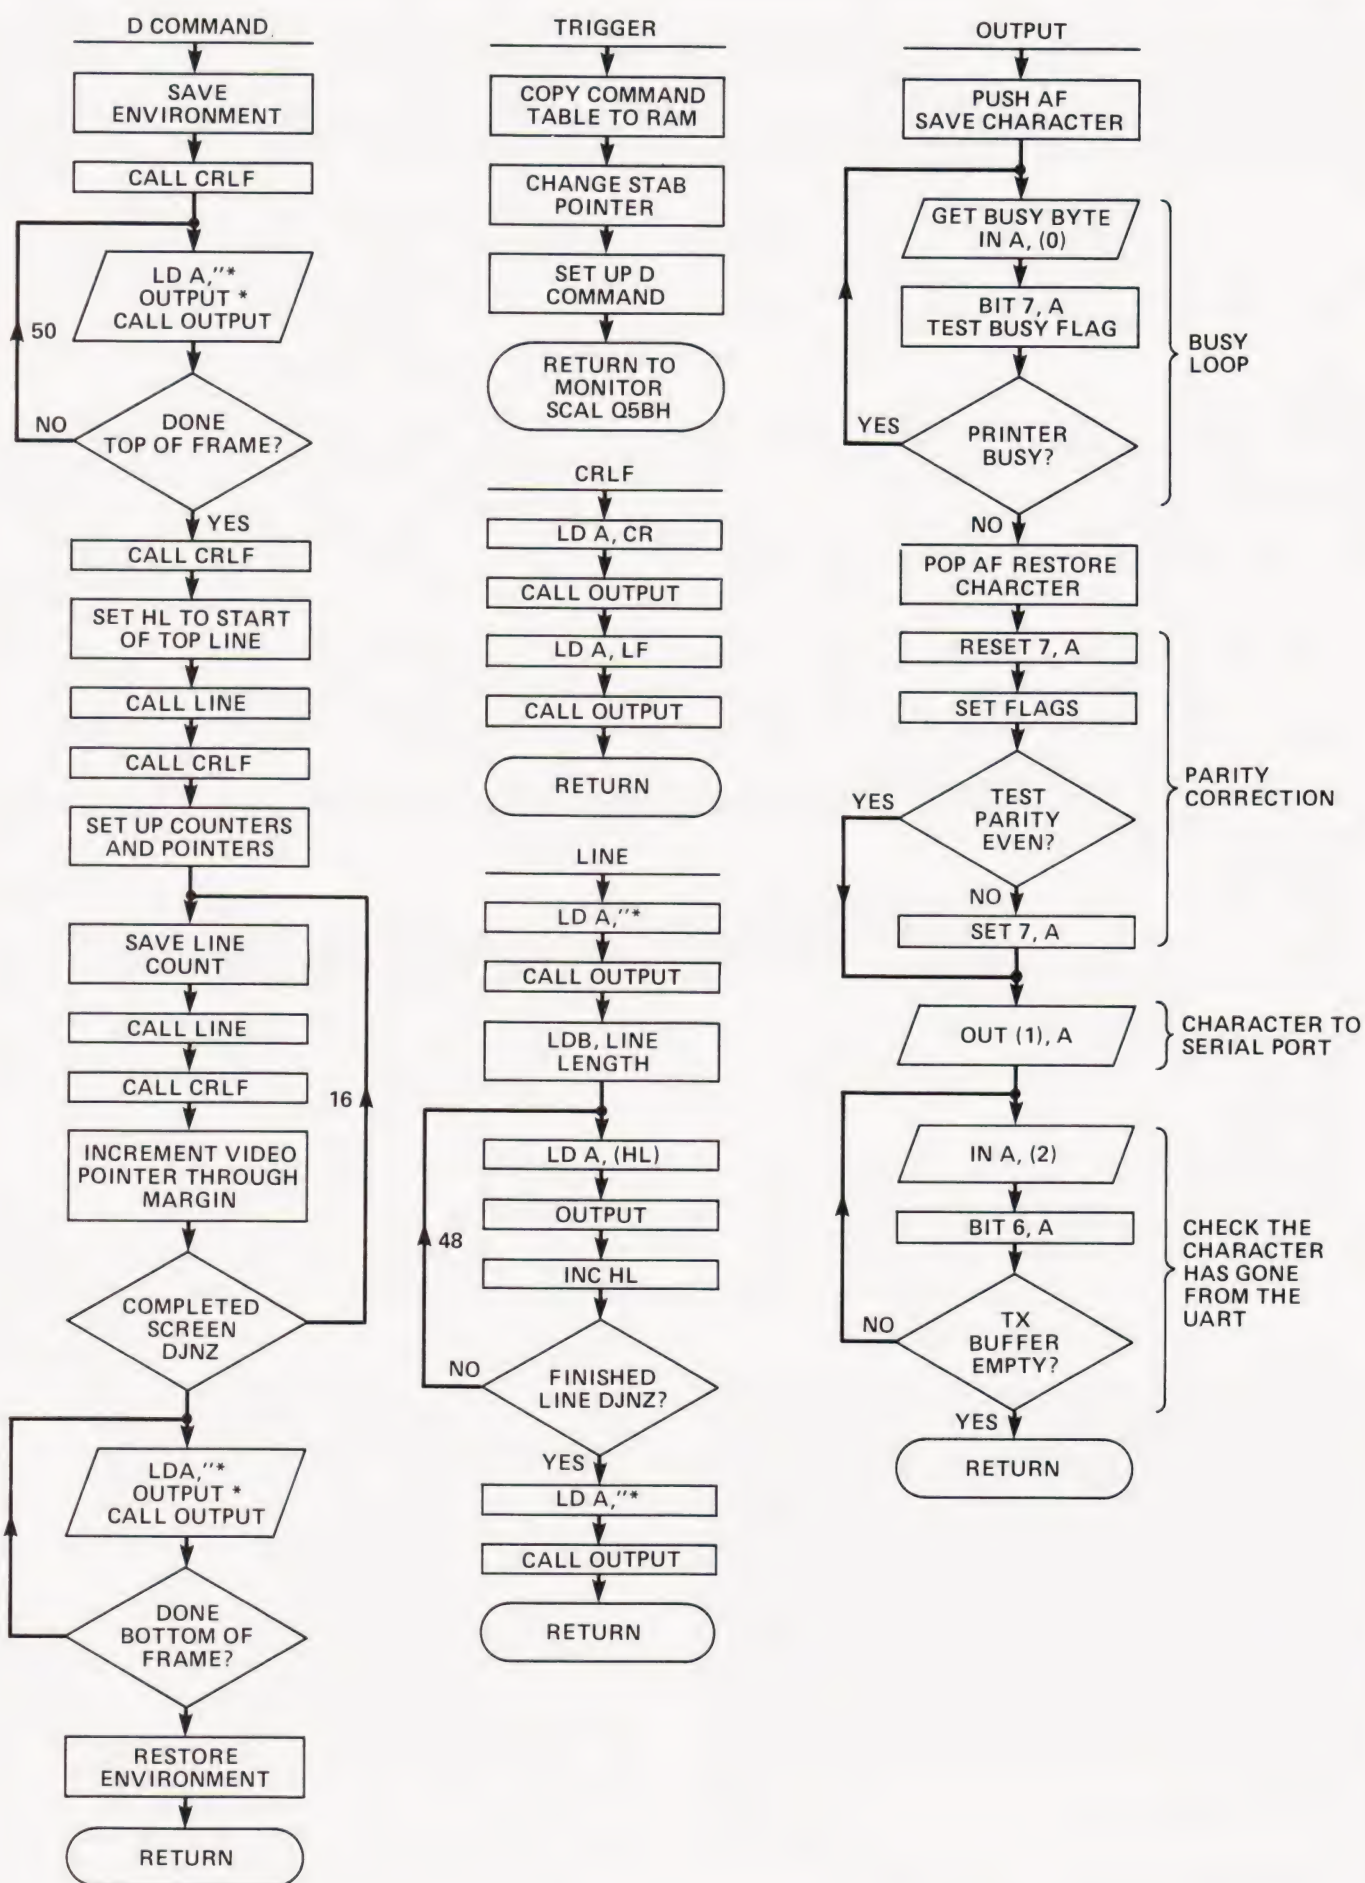 D COMMAND
SAVE
ENVIRONMENT
CALL CRLF
LD A,"*
OUTPUT *
CALL OUTPUT
50
NO
DONE
TOP OF FRAME?
YES
CALL CRLF
SET HL TO START
OF TOP LINE
CALL LINE
CALL CRLF
SET UP COUNTERS
AND POINTERS
SAVE LINE
COUNT
CALL LINE
CALL CRLF
16
INCREMENT VIDEO
POINTER THROUGH
MARGIN
COMPLETED
SCREEN
DJNZ
LDA,"*
OUTPUT *
CALL OUTPUT
DONE
BOTTOM OF
FRAME?
RESTORE
ENVIRONMENT
RETURN
TRIGGER
COPY COMMAND
TABLE TO RAM
CHANGE STAB
POINTER
SET UP D
COMMAND
RETURN TO
MONITOR
SCAL Q5BH
CRLF
LD A, CR
CALL OUTPUT
LD A, LF
CALL OUTPUT
RETURN
LINE
LD A,"*
CALL OUTPUT
LDB, LINE
LENGTH
LD A, (HL)
OUTPUT
48
INC HL
NO
FINISHED
LINE DJNZ?
YES
LD A,"*
CALL OUTPUT
RETURN
OUTPUT
PUSH AF
SAVE CHARACTER
GET BUSY BYTE
IN A, (0)
BIT 7, A
TEST BUSY FLAG
BUSY
LOOP
YES
PRINTER
BUSY?
NO
POP AF RESTORE
CHARCTER
RESET 7, A
SET FLAGS
PARITY
CORRECTION
YES
TEST
PARITY
EVEN?
NO
SET 7, A
OUT (1), A
CHARACTER TO
SERIAL PORT
IN A, (2)
BIT 6, A
CHECK THE
CHARACTER
HAS GONE
FROM THE
UART
NO
TX
BUFFER
EMPTY?
YES
RETURN